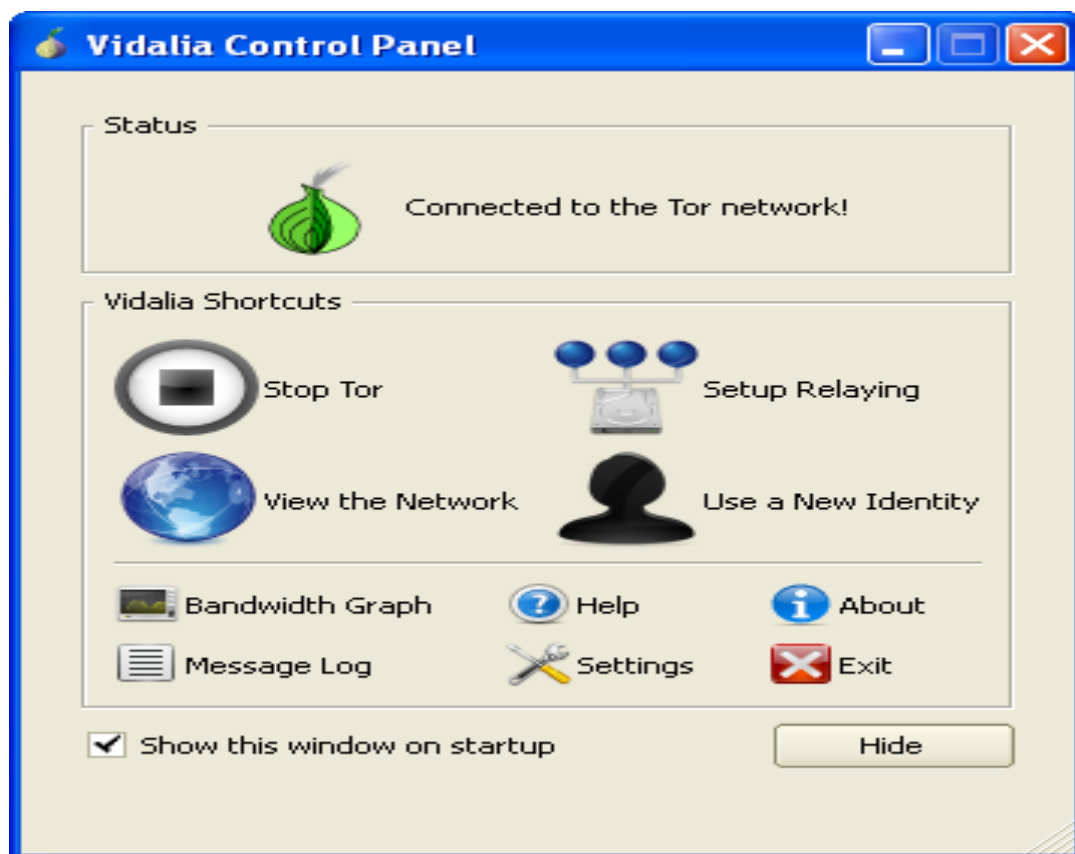 Vidalia Control Panel
Status
Connected to the Tor network!
Vidalia Shortcuts
Stop Tor
Setup Relaying
View the Network
Use a New Identity
Bandwidth Graph
Help
About
Message Log
Settings
Exit
Show this window on startup
Hide